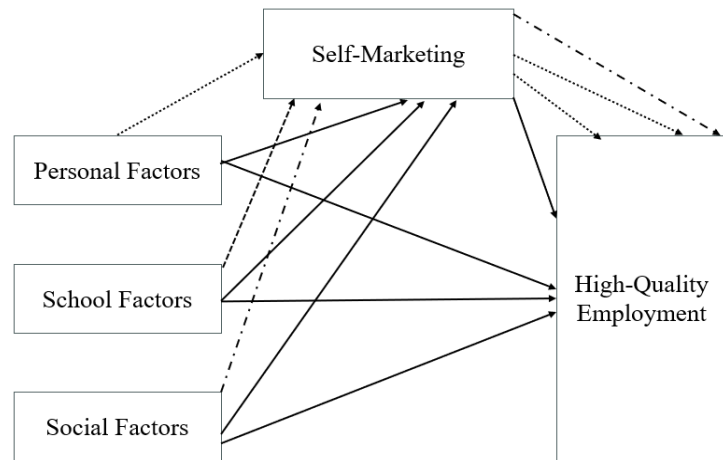 Self-Marketing
Personal Factors
School Factors
High-Quality
Employment
Social Factors